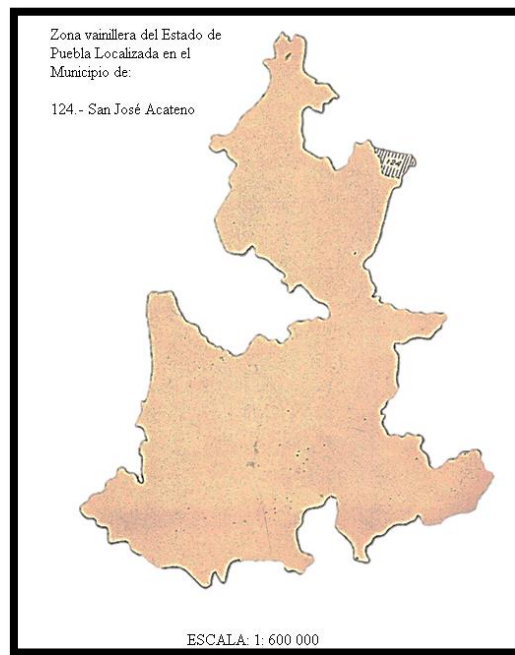 Zona vainillera del Estado de
Puebla Localizada en el
Municipio de:
124.- San José Acateno
124
ESCALA: 1: 600 000